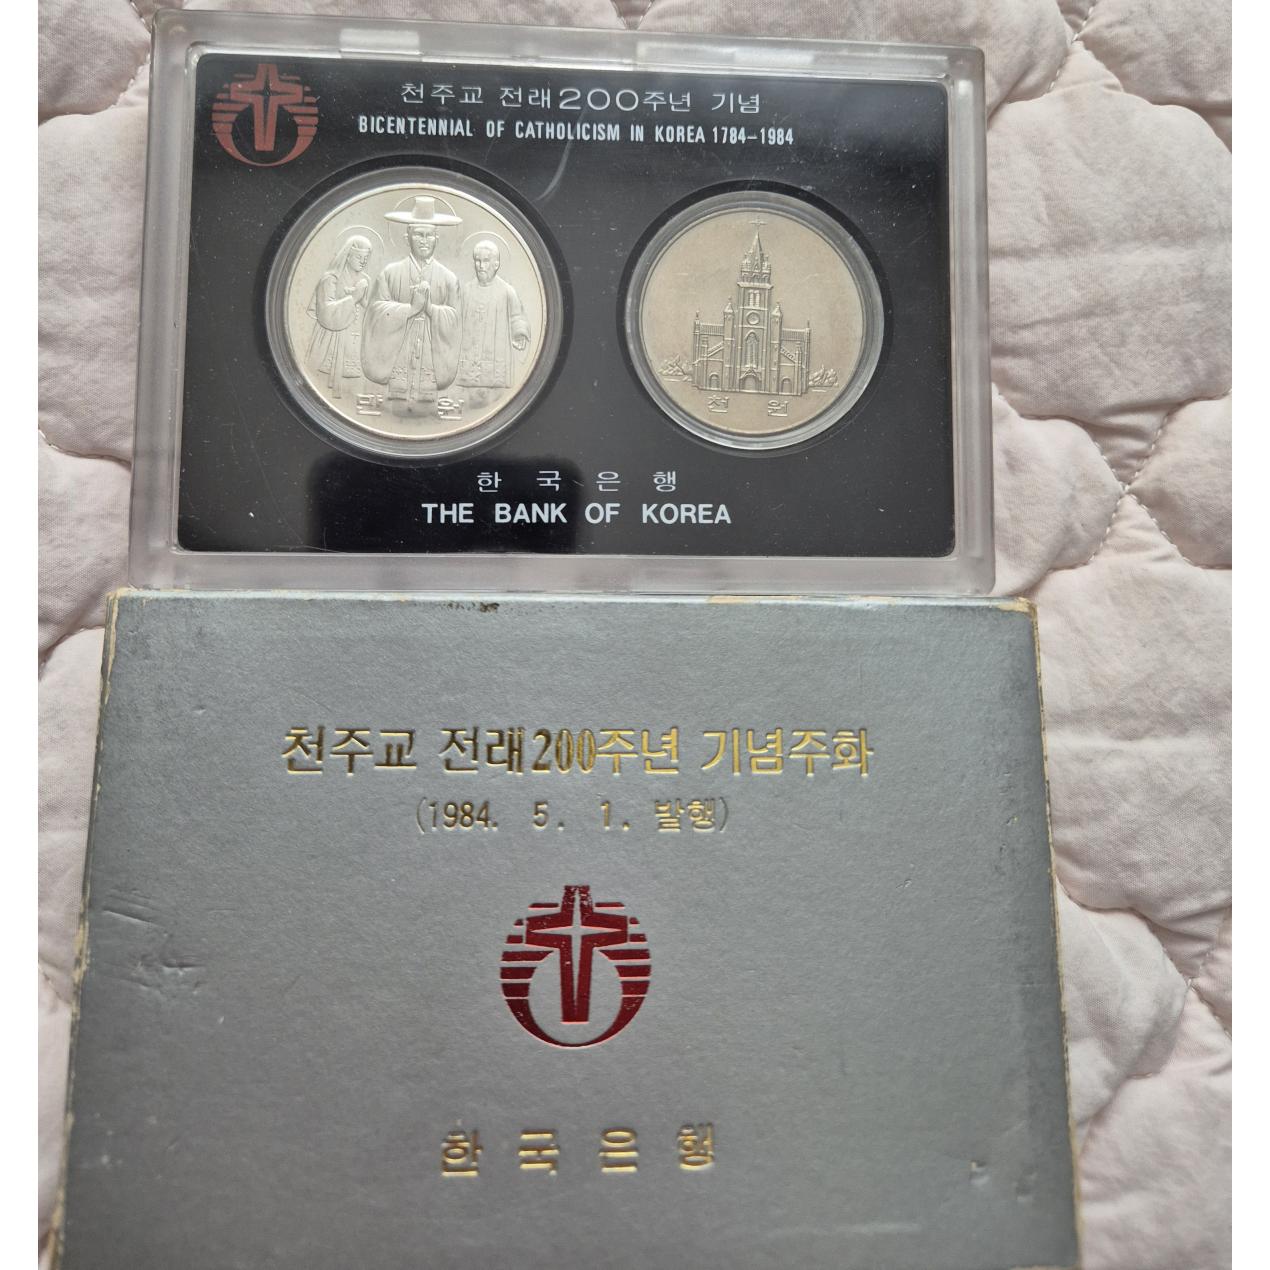 천주교 전래200주년 기념
BICENTENNIAL OF CATHOLICISM IN KOREA 1784-1984
만 원
천 원
한 국 은 행
THE BANK OF KOREA
천주교 전래200주년 기념주화
(1984. 5. 1. 발행)
한 국 은 행